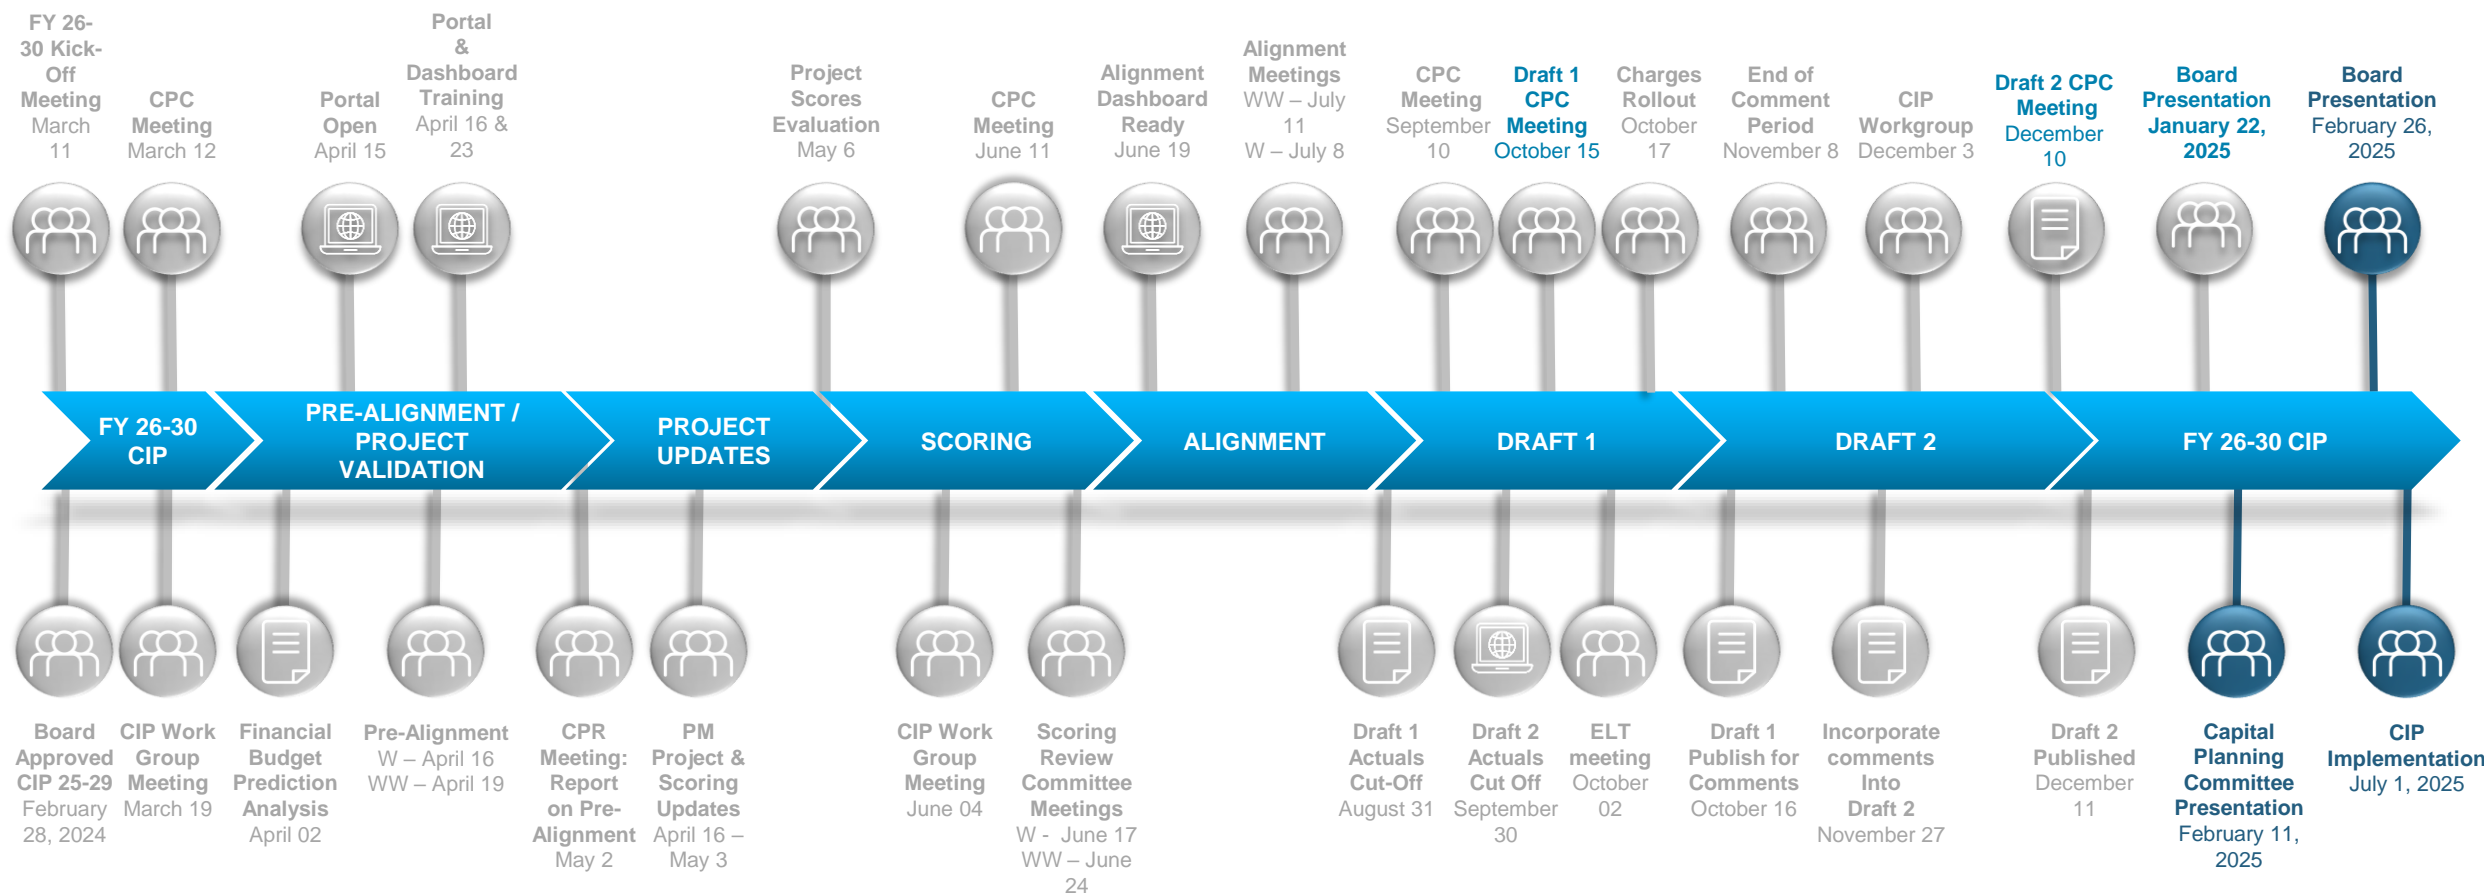 FY 26-
30 Kick-
Off
Meeting
March
11
CPC
Meeting
March 12
Portal
Open
April 15
Portal
&
Dashboard
Training
April 16 &
23
Project
Scores
Evaluation
May 6
CPC
Meeting
June 11
Alignment
Dashboard
Ready
June 19
Alignment
Meetings
WW – July
11
W – July 8
CPC
Meeting
September
10
Draft 1
CPC
Meeting
October 15
Charges
Rollout
October
17
End of
Comment
Period
November 8
CIP
Workgroup
December 3
Draft 2 CPC
Meeting
December
10
Board
Presentation
January 22,
2025
Board
Presentation
February 26,
2025
FY 26-30
CIP
PRE-ALIGNMENT /
PROJECT
VALIDATION
PROJECT
UPDATES
SCORING
ALIGNMENT
DRAFT 1
DRAFT 2
FY 26-30 CIP
Board
Approved
CIP 25-29
February
28, 2024
CIP Work
Group
Meeting
March 19
Financial
Budget
Prediction
Analysis
April 02
Pre-Alignment
W – April 16
WW – April 19
CPR
Meeting:
Report
on Pre-
Alignment
May 2
PM
Project &
Scoring
Updates
April 16 –
May 3
CIP Work
Group
Meeting
June 04
Scoring
Review
Committee
Meetings
W - June 17
WW – June
24
Draft 1
Actuals
Cut-Off
August 31
Draft 2
Actuals
Cut Off
September
30
ELT
meeting
October
02
Draft 1
Publish for
Comments
October 16
Incorporate
comments
Into
Draft 2
November 27
Draft 2
Published
December
11
Capital
Planning
Committee
Presentation
February 11,
2025
CIP
Implementation
July 1, 2025